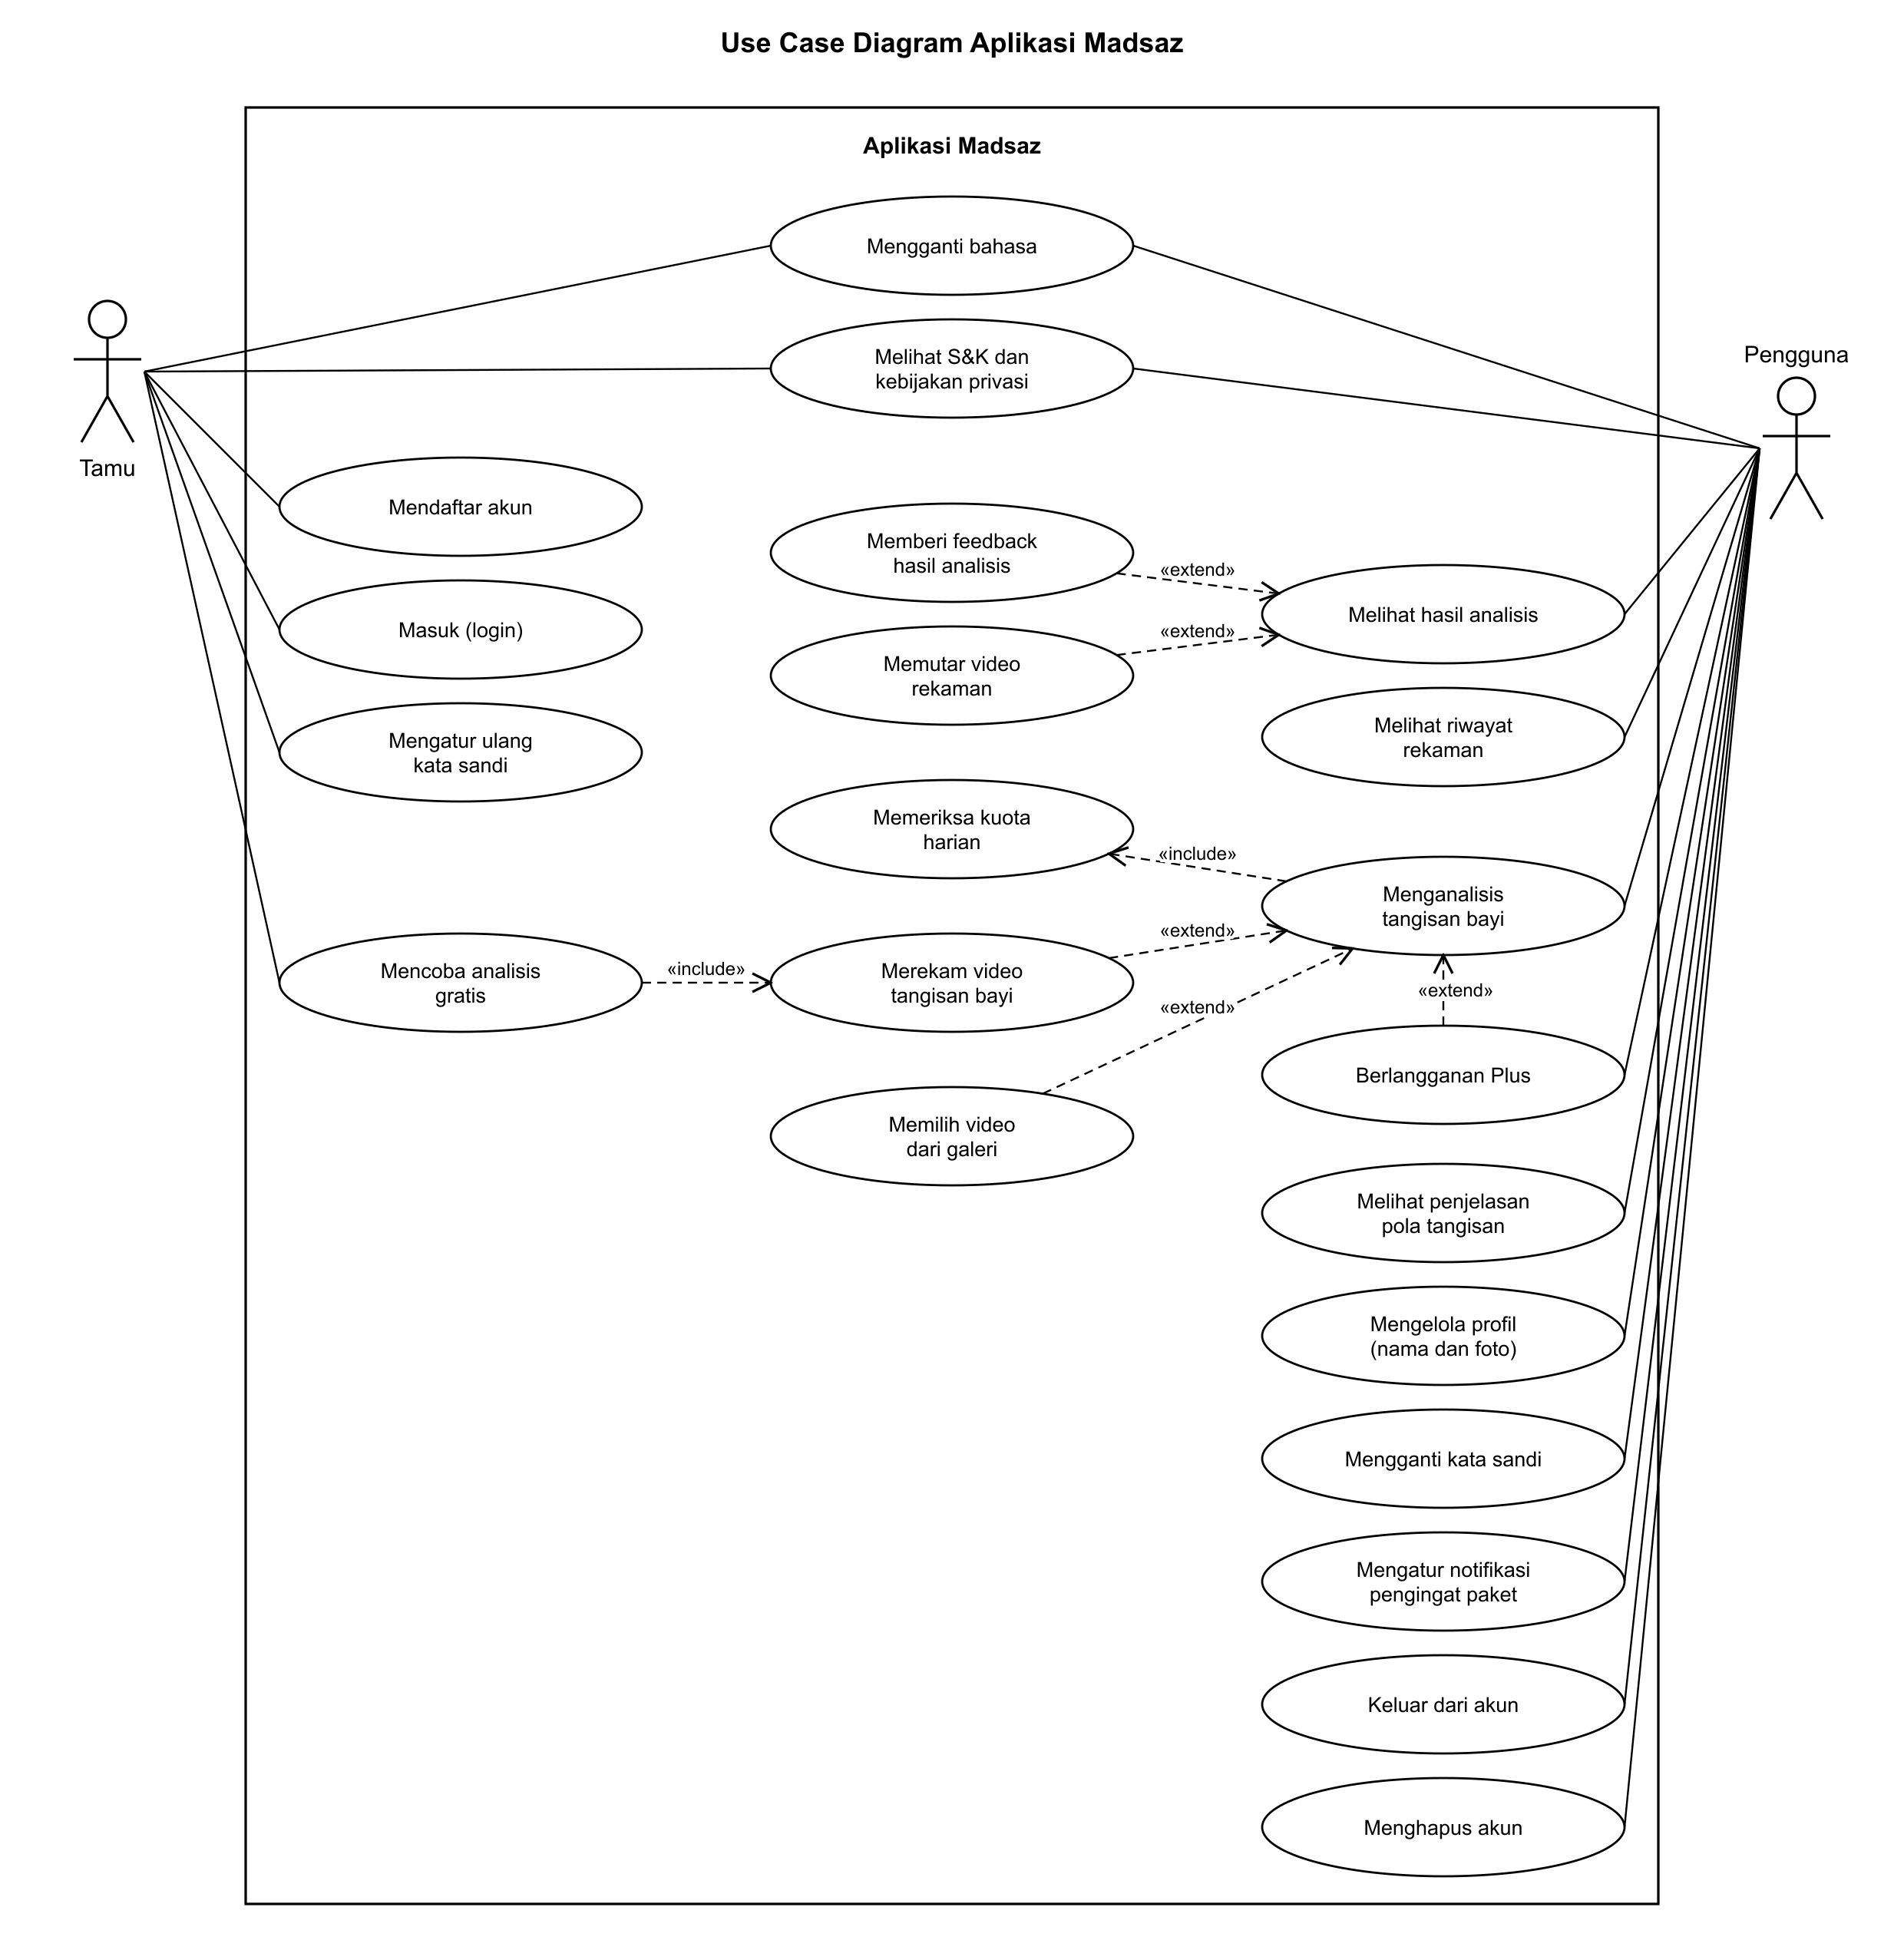 Use Case Diagram Aplikasi Madsaz
Aplikasi Madsaz
Mengganti bahasa
Melihat S&K dan
kebijakan privasi
Pengguna
Tamu
Mendaftar akun
Memberi feedback
hasil analisis
«extend»
Melihat hasil analisis
Masuk (login)
«extend»
Memutar video
rekaman
Mengatur ulang
kata sandi
Melihat riwayat
rekaman
Memeriksa kuota
harian
«include»
Menganalisis
tangisan bayi
«extend»
Mencoba analisis
gratis
«include»
Merekam video
tangisan bayi
«extend»
«extend»
Berlangganan Plus
Memilih video
dari galeri
Melihat penjelasan
pola tangisan
Mengelola profil
(nama dan foto)
Mengganti kata sandi
Mengatur notifikasi
pengingat paket
Keluar dari akun
Menghapus akun